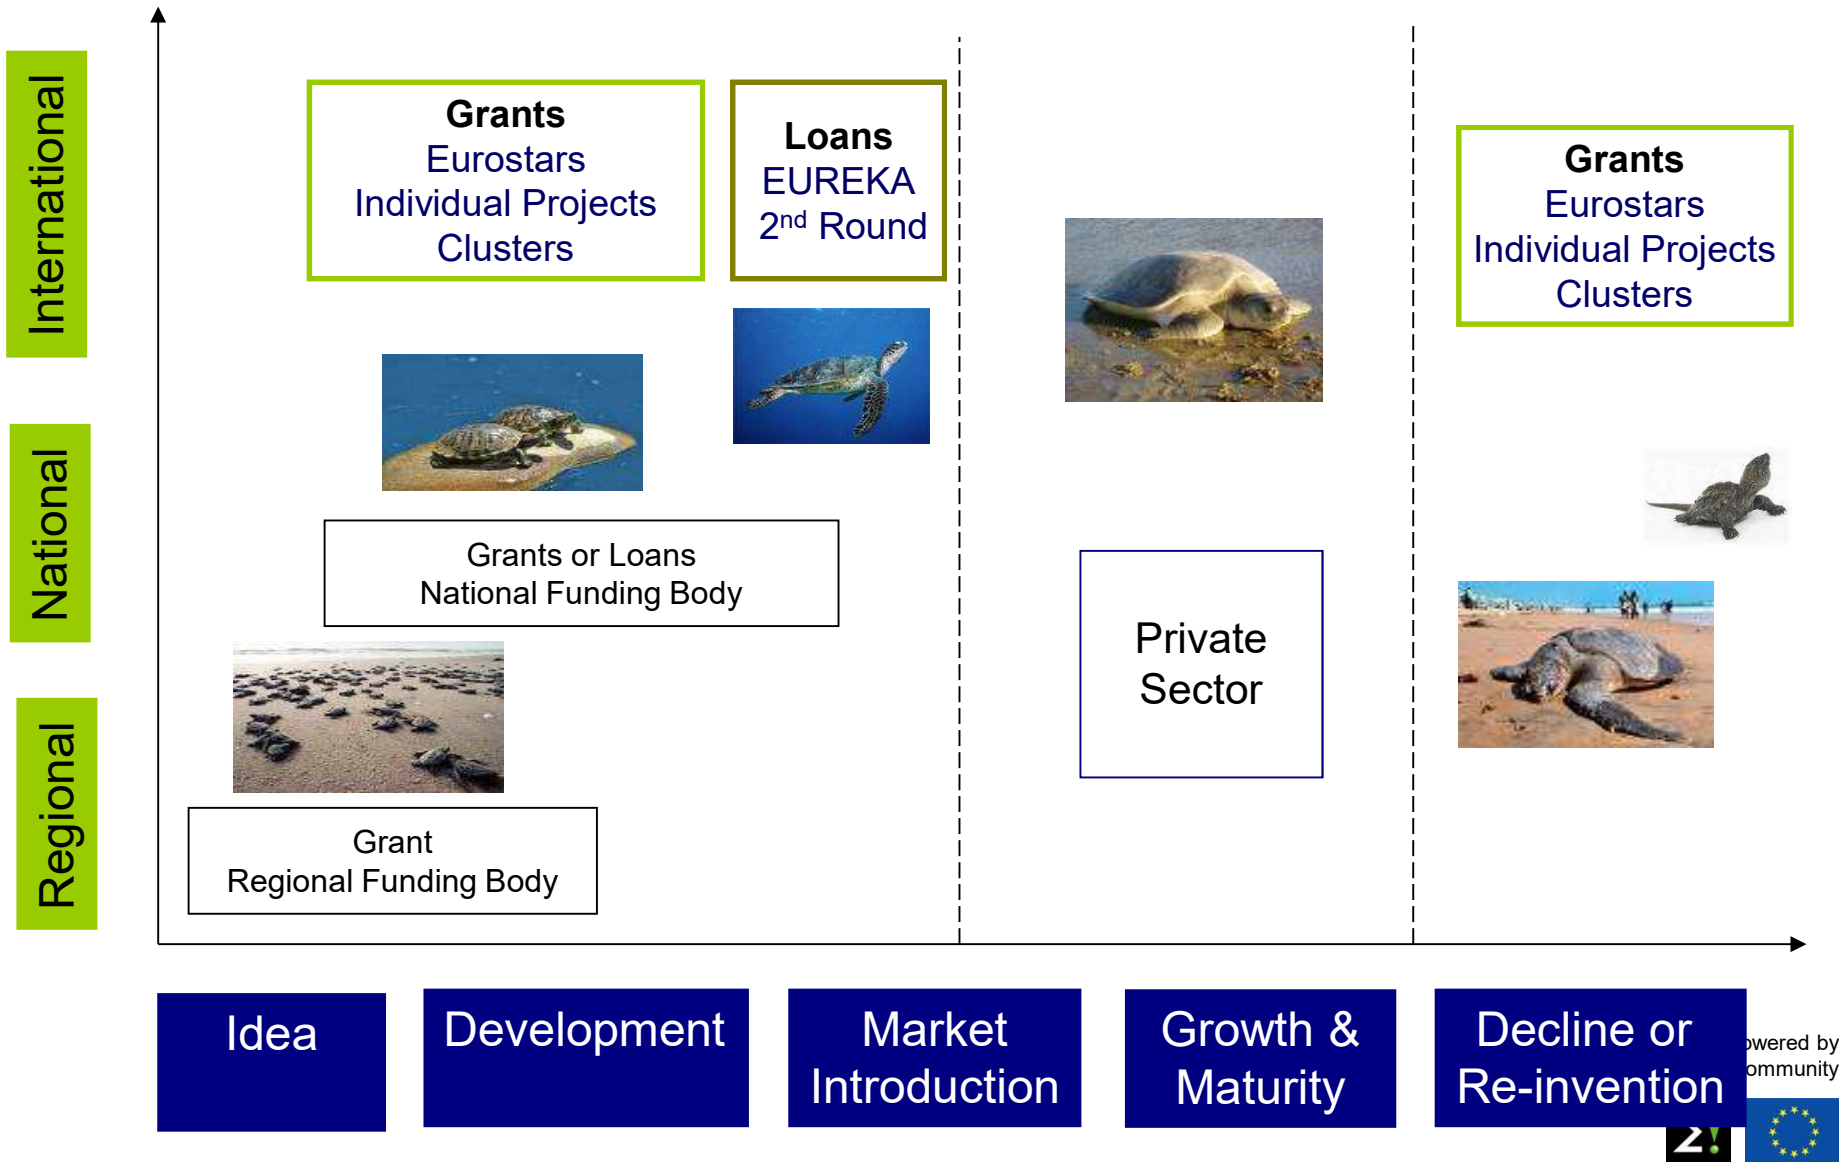 International
National
Regional
Grants
Eurostars
Individual Projects
Clusters
Loans
EUREKA
2nd Round
Grants
Eurostars
Individual Projects
Clusters
Grants or Loans
National Funding Body
Private
Sector
Grant
Regional Funding Body
Idea
Development
Market
Introduction
Growth &
Maturity
Decline or
Re-invention
owered by
ommunity
Σ!